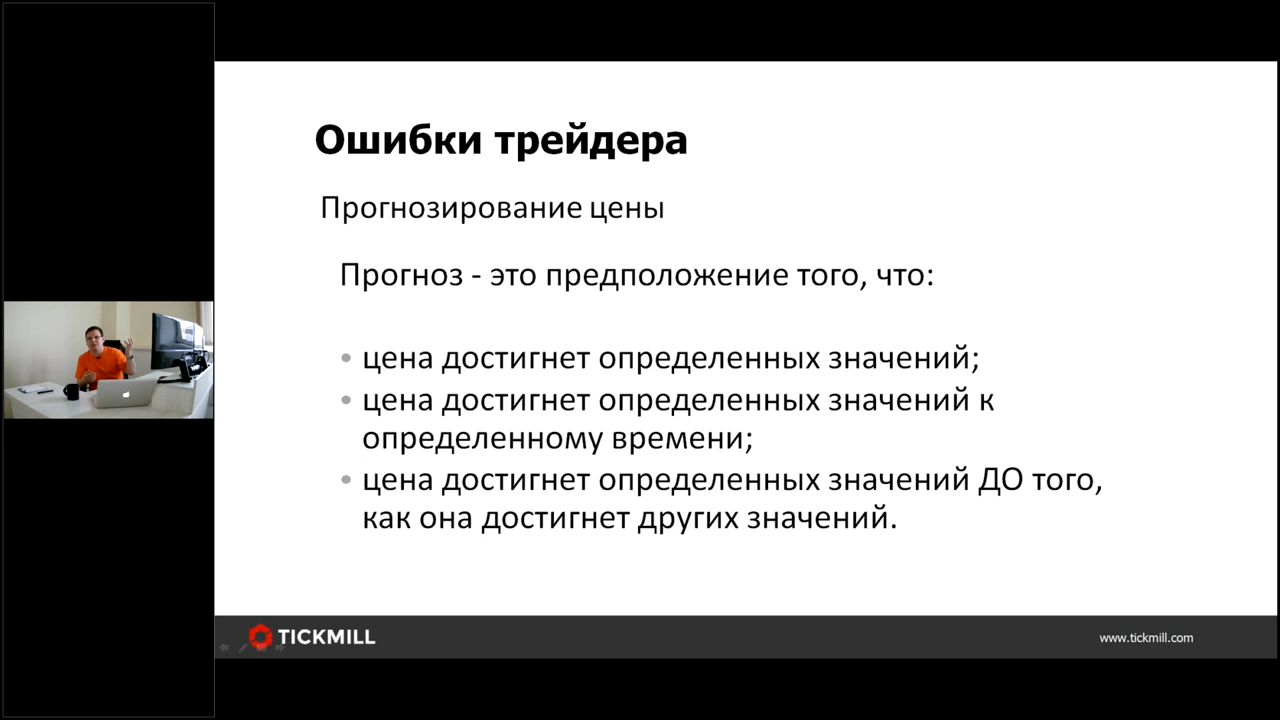 Ошибки трейдера
Прогнозирование цены
Прогноз - это предположение того, что:
• цена достигнет определенных значений;
• цена достигнет определенных значений к
определенному времени;
• цена достигнет определенных значений ДО того,
как она достигнет других значений.
TICKMILL
www.tickmill.com